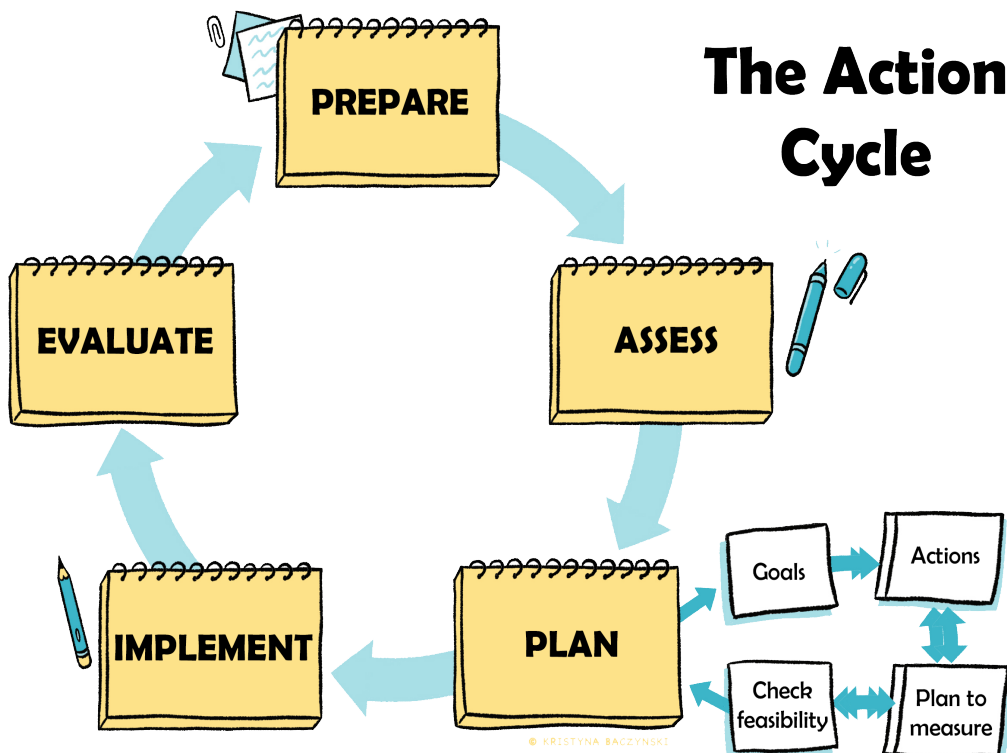 The Action
Cycle
PREPARE
ASSESS
PLAN
IMPLEMENT
EVALUATE
Goals
Actions
Plan to
measure
Check
feasibility
© KRISTYNA BACZYNSKI